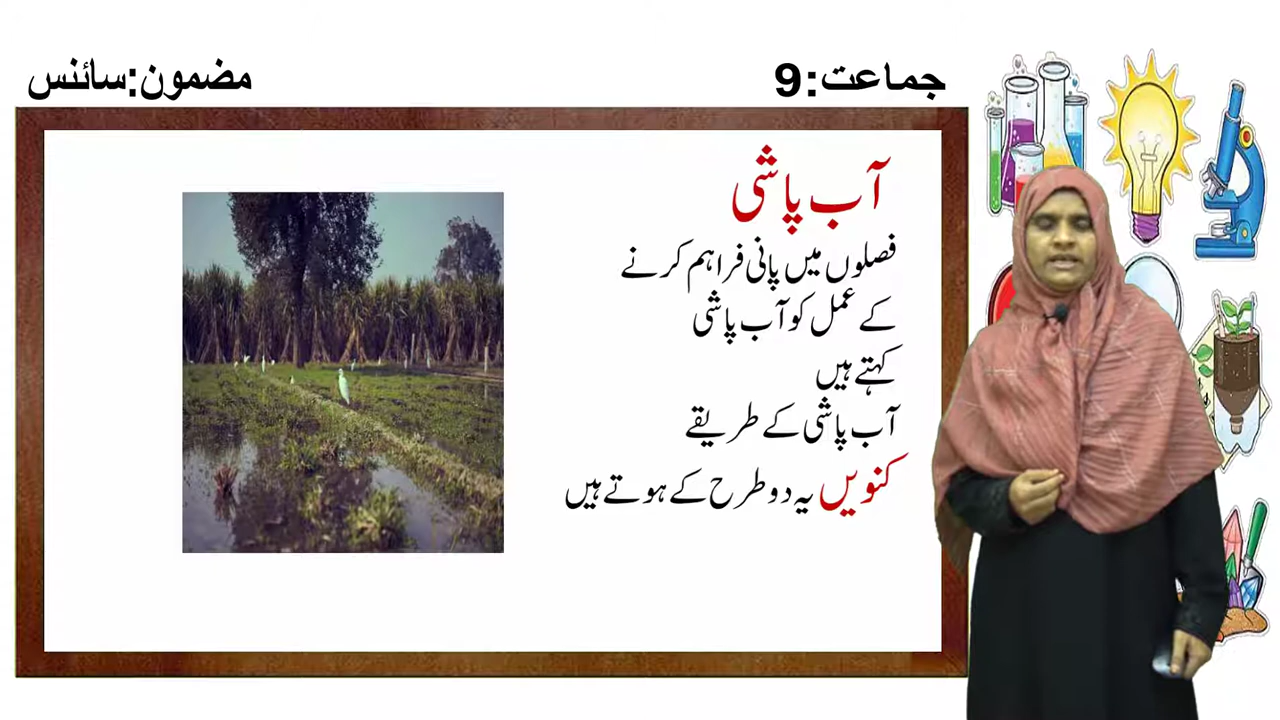 جماعت:9
مضمون:سائنس
آب پاشی
فصلوں میں پانی فراہم کرنے
کے عمل کو آب پاشی
کہتے ہیں
آب پاشی کے طریقے
کنویں یہ دو طرح کے ہوتے ہیں